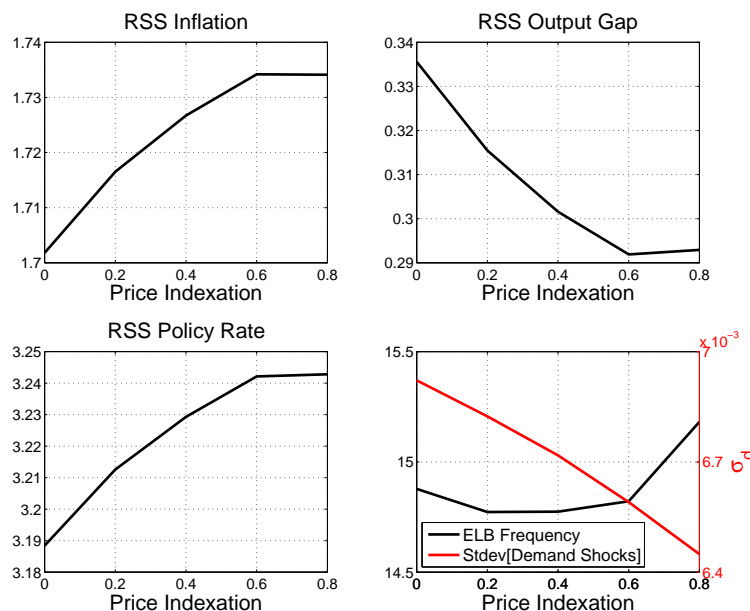 RSS Inflation
1.74
1.73
1.72
1.71
1.7
0 0.2 0.4 0.6 0.8
Price Indexation
RSS Output Gap
0.34
0.33
0.32
0.31
0.3
0.29
0 0.2 0.4 0.6 0.8
Price Indexation
RSS Policy Rate
3.25
3.24
3.23
3.22
3.21
3.2
3.19
3.18
0 0.2 0.4 0.6 0.8
Price Indexation
x 10⁻³
15.5
15
14.5
7
6.7
6.4
σd
ELB Frequency
Stdev[Demand Shocks]
0 0.2 0.4 0.6 0.8
Price Indexation